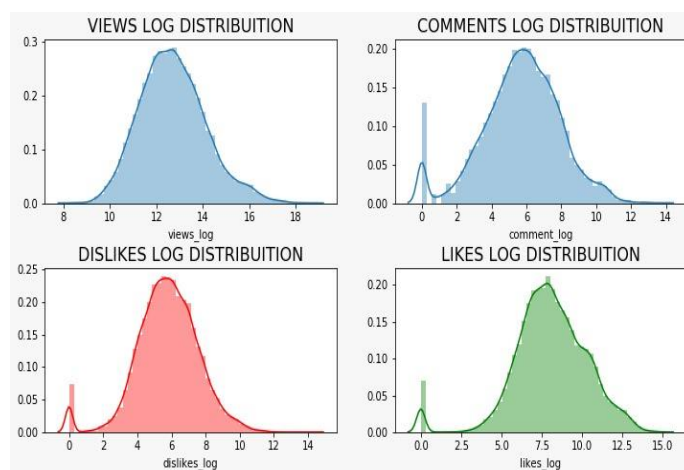 VIEWS LOG DISTRIBUITION
0.3
0.2
0.1
0.0
8 10 12 14 16 18
views_log
COMMENTS LOG DISTRIBUITION
0.20
0.15
0.10
0.05
0.00
0 2 4 6 8 10 12 14
comment_log
DISLIKES LOG DISTRIBUITION
0.25
0.20
0.15
0.10
0.05
0.00
0 2 4 6 8 10 12 14
dislikes_log
LIKES LOG DISTRIBUITION
0.20
0.15
0.10
0.05
0.00
0.0 2.5 5.0 7.5 10.0 12.5 15.0
likes_log